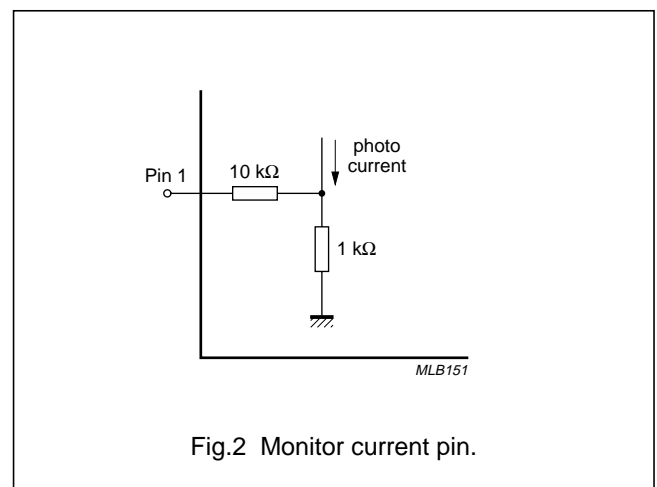 photo
current
Pin 1
10 kΩ
1 kΩ
MLB151
Fig.2 Monitor current pin.